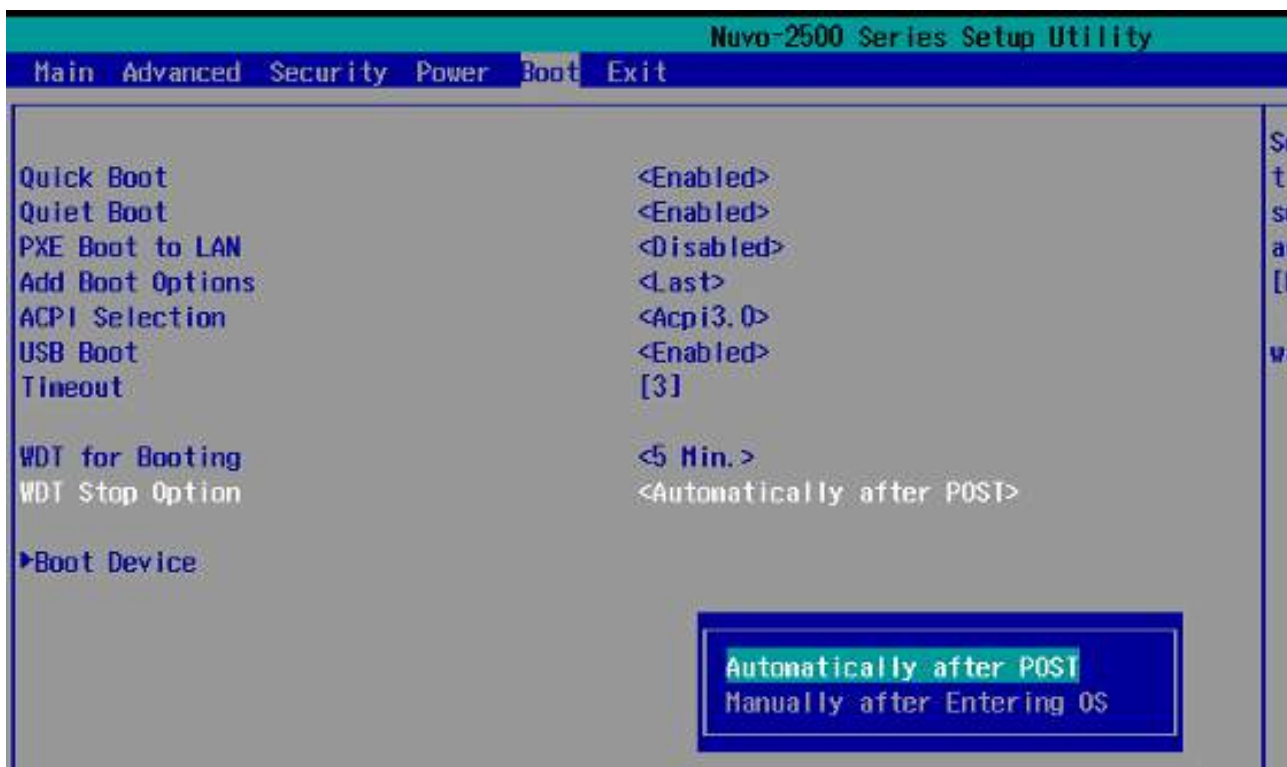 Nuvo-2500 Series Setup Utility
Main Advanced Security Power Boot Exit
Quick Boot <Enabled>
Quiet Boot <Enabled>
PXE Boot to LAN <Disabled>
Add Boot Options <Last>
ACPI Selection <Acpi3.0>
USB Boot <Enabled>
Timeout [3]
WDT for Booting <5 Min.>
WDT Stop Option <Automatically after POST>
▶Boot Device
Automatically after POST
Manually after Entering OS